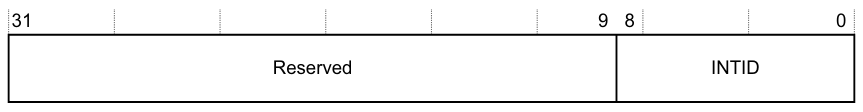 31 9 8 0
Reserved INTID